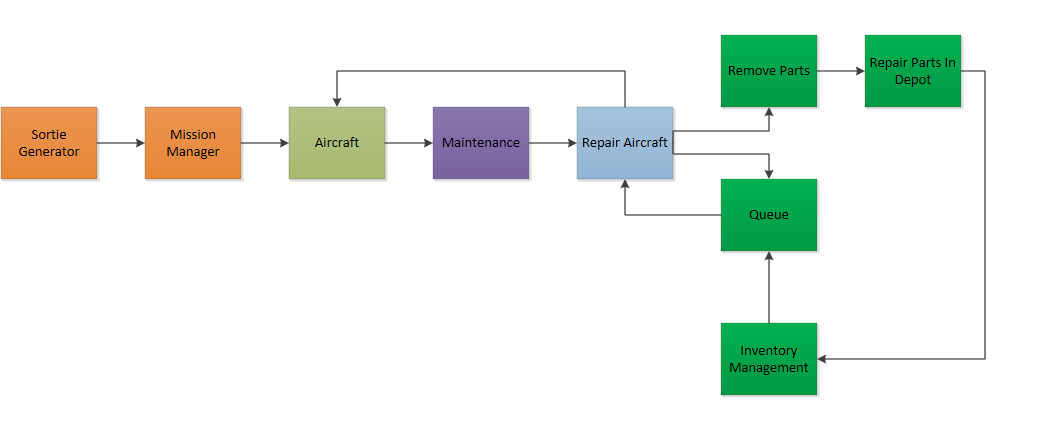 Sortie
Generator
Mission
Manager
Aircraft
Maintenance
Repair Aircraft
Remove Parts
Repair Parts In
Depot
Queue
Inventory
Management